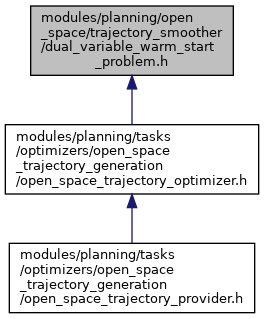 modules/planning/open
_space/trajectory_smoother
/dual_variable_warm_start
_problem.h
modules/planning/tasks
/optimizers/open_space
_trajectory_generation
/open_space_trajectory_optimizer.h
modules/planning/tasks
/optimizers/open_space
_trajectory_generation
/open_space_trajectory_provider.h